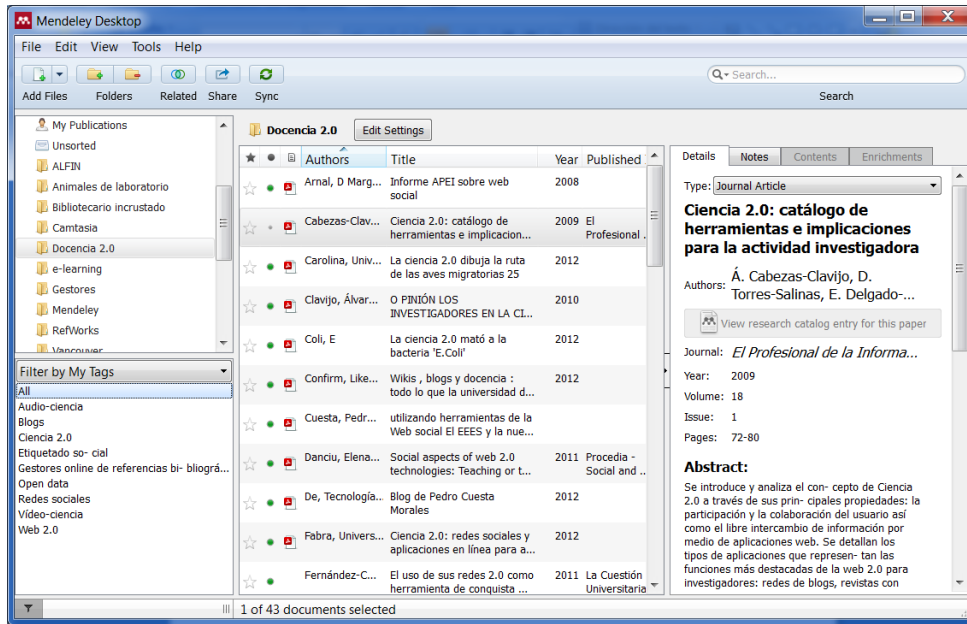 Mendeley Desktop
File Edit View Tools Help
Search...
Add Files Folders Related Share Sync Search
My Publications
Unsorted
ALFIN
Animales de laboratorio
Bibliotecario incrustado
Camtasia
Docencia 2.0
e-learning
Gestores
Mendeley
RefWorks
Vancouver
Filter by My Tags
All
Audio-ciencia
Blogs
Ciencia 2.0
Etiquetado so- cial
Gestores online de referencias bi- bliográ...
Open data
Redes sociales
Vídeo-ciencia
Web 2.0
Docencia 2.0 Edit Settings
Authors Title Year Published
Arnal, D Marg... Informe APEI sobre web 2008
social
Cabezas-Clav... Ciencia 2.0: catálogo de 2009 El
herramientas e implicacion... Profesional .
Carolina, Univ... La ciencia 2.0 dibuja la ruta 2012
de las aves migratorias 25
Clavijo, Álvar... O PINIÓN LOS 2010
INVESTIGADORES EN LA CI...
Coli, E La ciencia 2.0 mató a la 2012
bacteria 'E.Coli'
Confirm, Like... Wikis , blogs y docencia : 2012
todo lo que la universidad d...
Cuesta, Pedr... utilizando herramientas de la
Web social El EEES y la nue...
Danciu, Elena... Social aspects of web 2.0 2011 Procedia -
technologies: Teaching or t... Social and ..
De, Tecnología... Blog de Pedro Cuesta 2012
Morales
Fabra, Univers... Ciencia 2.0: redes sociales y 2012
aplicaciones en línea para a...
Fernández-C... El uso de sus redes 2.0 como 2011 La Cuestión
herramienta de conquista ... Universitaria
Details Notes Contents Enrichments
Type: Journal Article
Ciencia 2.0: catálogo de
herramientas e implicaciones
para la actividad investigadora
Authors: Á. Cabezas-Clavijo, D.
Torres-Salinas, E. Delgado-...
View research catalog entry for this paper
Journal: El Profesional de la Informa...
Year: 2009
Volume: 18
Issue: 1
Pages: 72-80
Abstract:
Se introduce y analiza el con- cepto de Ciencia
2.0 a través de sus prin- cipales propiedades: la
participación y la colaboración del usuario así
como el libre intercambio de información por
medio de aplicaciones web. Se detallan los
tipos de aplicaciones que represen- tan las
funciones más destacadas de la web 2.0 para
investigadores: redes de blogs, revistas con
1 of 43 documents selected